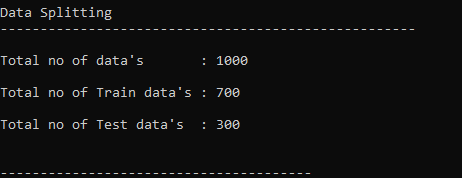 Data Splitting
----------------------------------------------------
Total no of data's       : 1000
Total no of Train data's : 700
Total no of Test data's  : 300
---------------------------------------